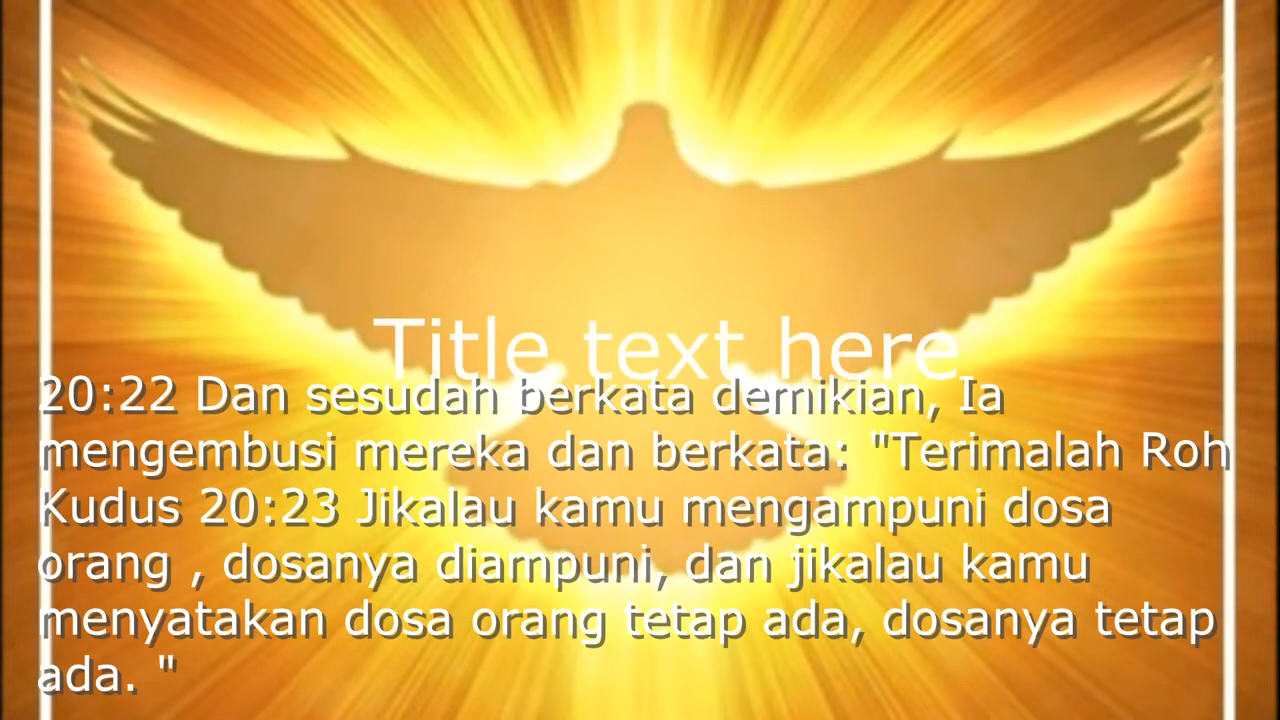 Title text here
20:22 Dan sesudah berkata demikian, Ia
mengembusi mereka dan berkata: "Terimalah Roh
Kudus 20:23 Jikalau kamu mengampuni dosa
orang , dosanya diampuni, dan jikalau kamu
menyatakan dosa orang tetap ada, dosanya tetap
ada. "